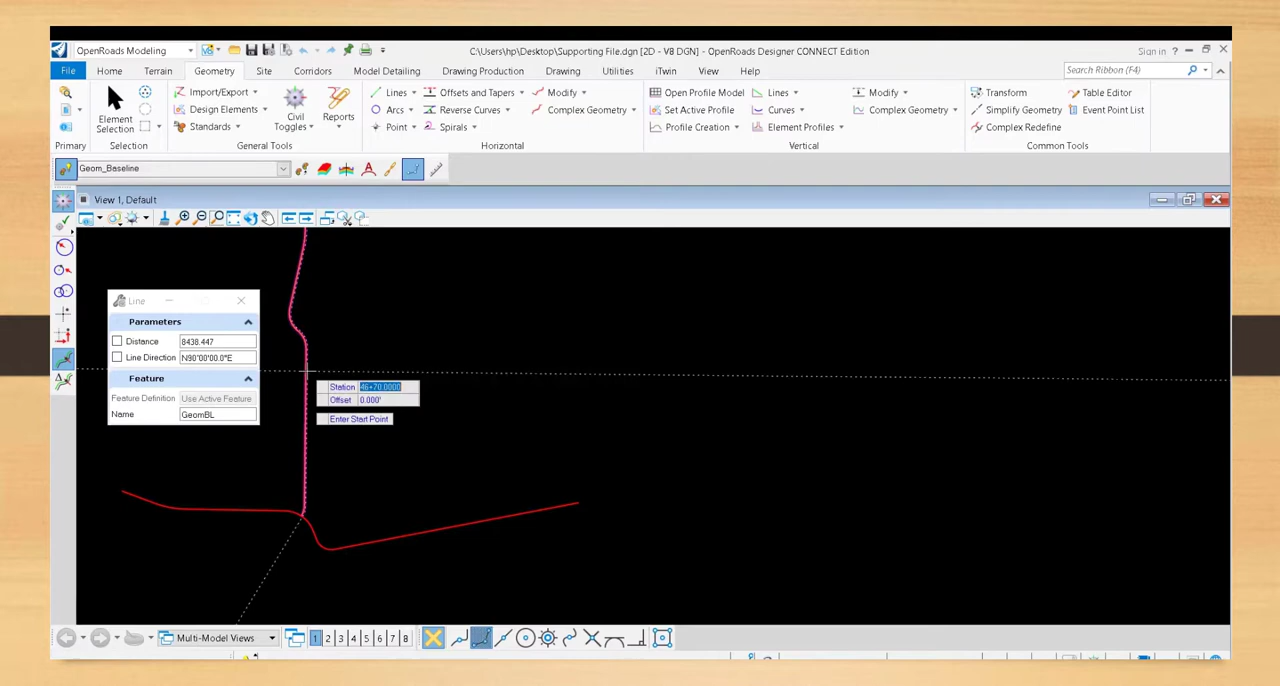 OpenRoads Modeling C:\Users\hp\Desktop\Supporting File.dgn [2D - V8 DGN] - OpenRoads Designer CONNECT Edition Sign in
File Home Terrain Geometry Site Corridors Model Detailing Drawing Production Drawing Utilities iTwin View Help Search Ribbon (F4)
Import/Export Lines Offsets and Tapers Modify Open Profile Model Lines Modify Transform Table Editor
Design Elements Arcs Reverse Curves Complex Geometry Set Active Profile Curves Complex Geometry Simplify Geometry Event Point List
Element Selection Standards Civil Toggles Reports Point Spirals Profile Creation Element Profiles Complex Redefine
Primary Selection General Tools Horizontal Vertical Common Tools
Geom_Baseline
View 1, Default
Line
Parameters
Distance 8438.447
Line Direction N90°00'00.0"E
Feature
Feature Definition Use Active Feature
Name GeomBL
Station 46+70.0000
Offset 0.000'
Enter Start Point
Multi-Model Views 1 2 3 4 5 6 7 8